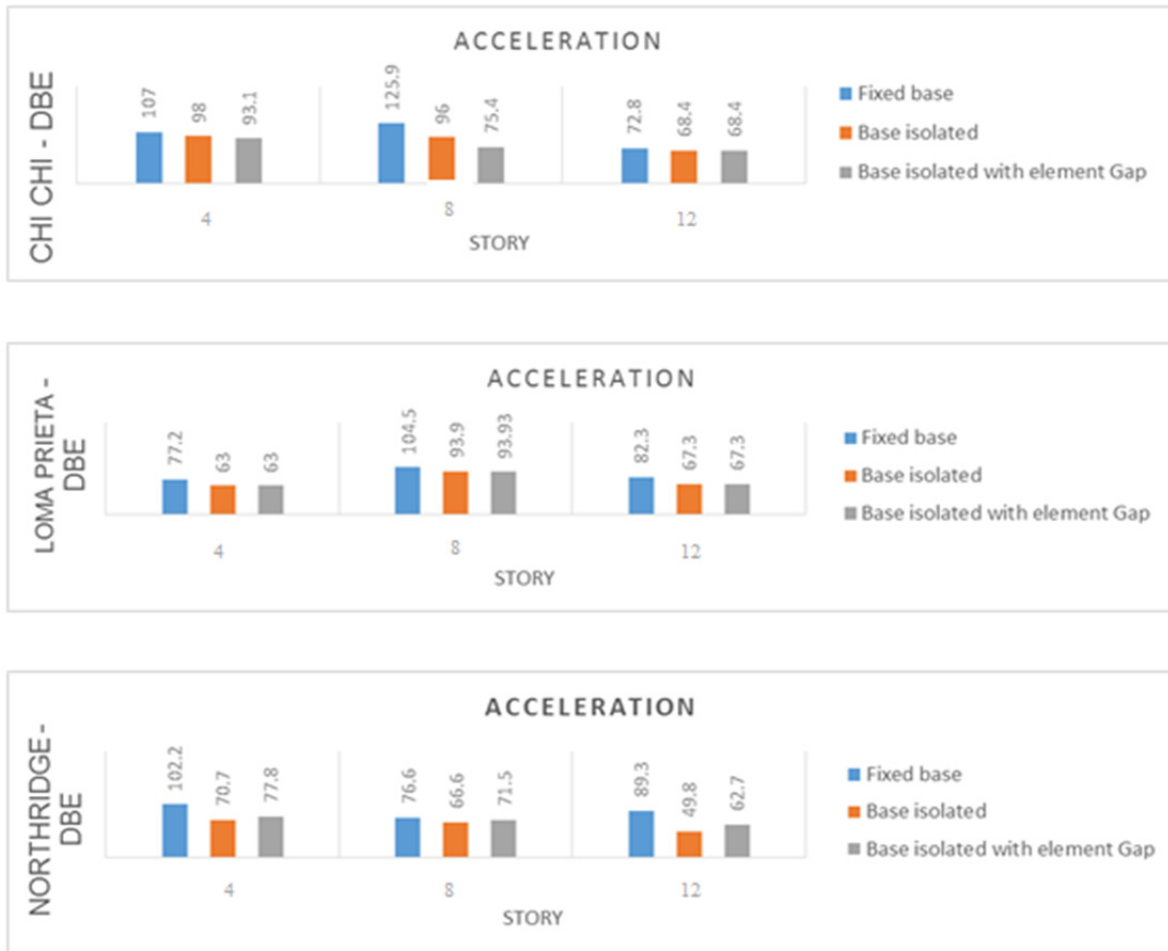 ACCELERATION
CHI CHI - DBE
107
98
93.1
125.9
96
75.4
72.8
68.4
68.4
4
8
12
STORY
Fixed base
Base isolated
Base isolated with element Gap
ACCELERATION
LOMA PRIETA -
DBE
77.2
63
63
104.5
93.9
93.93
82.3
67.3
67.3
4
8
12
STORY
Fixed base
Base isolated
Base isolated with element Gap
ACCELERATION
NORTHRIDGE -
DBE
102.2
70.7
77.8
76.6
66.6
71.5
89.3
49.8
62.7
4
8
12
STORY
Fixed base
Base isolated
Base isolated with element Gap